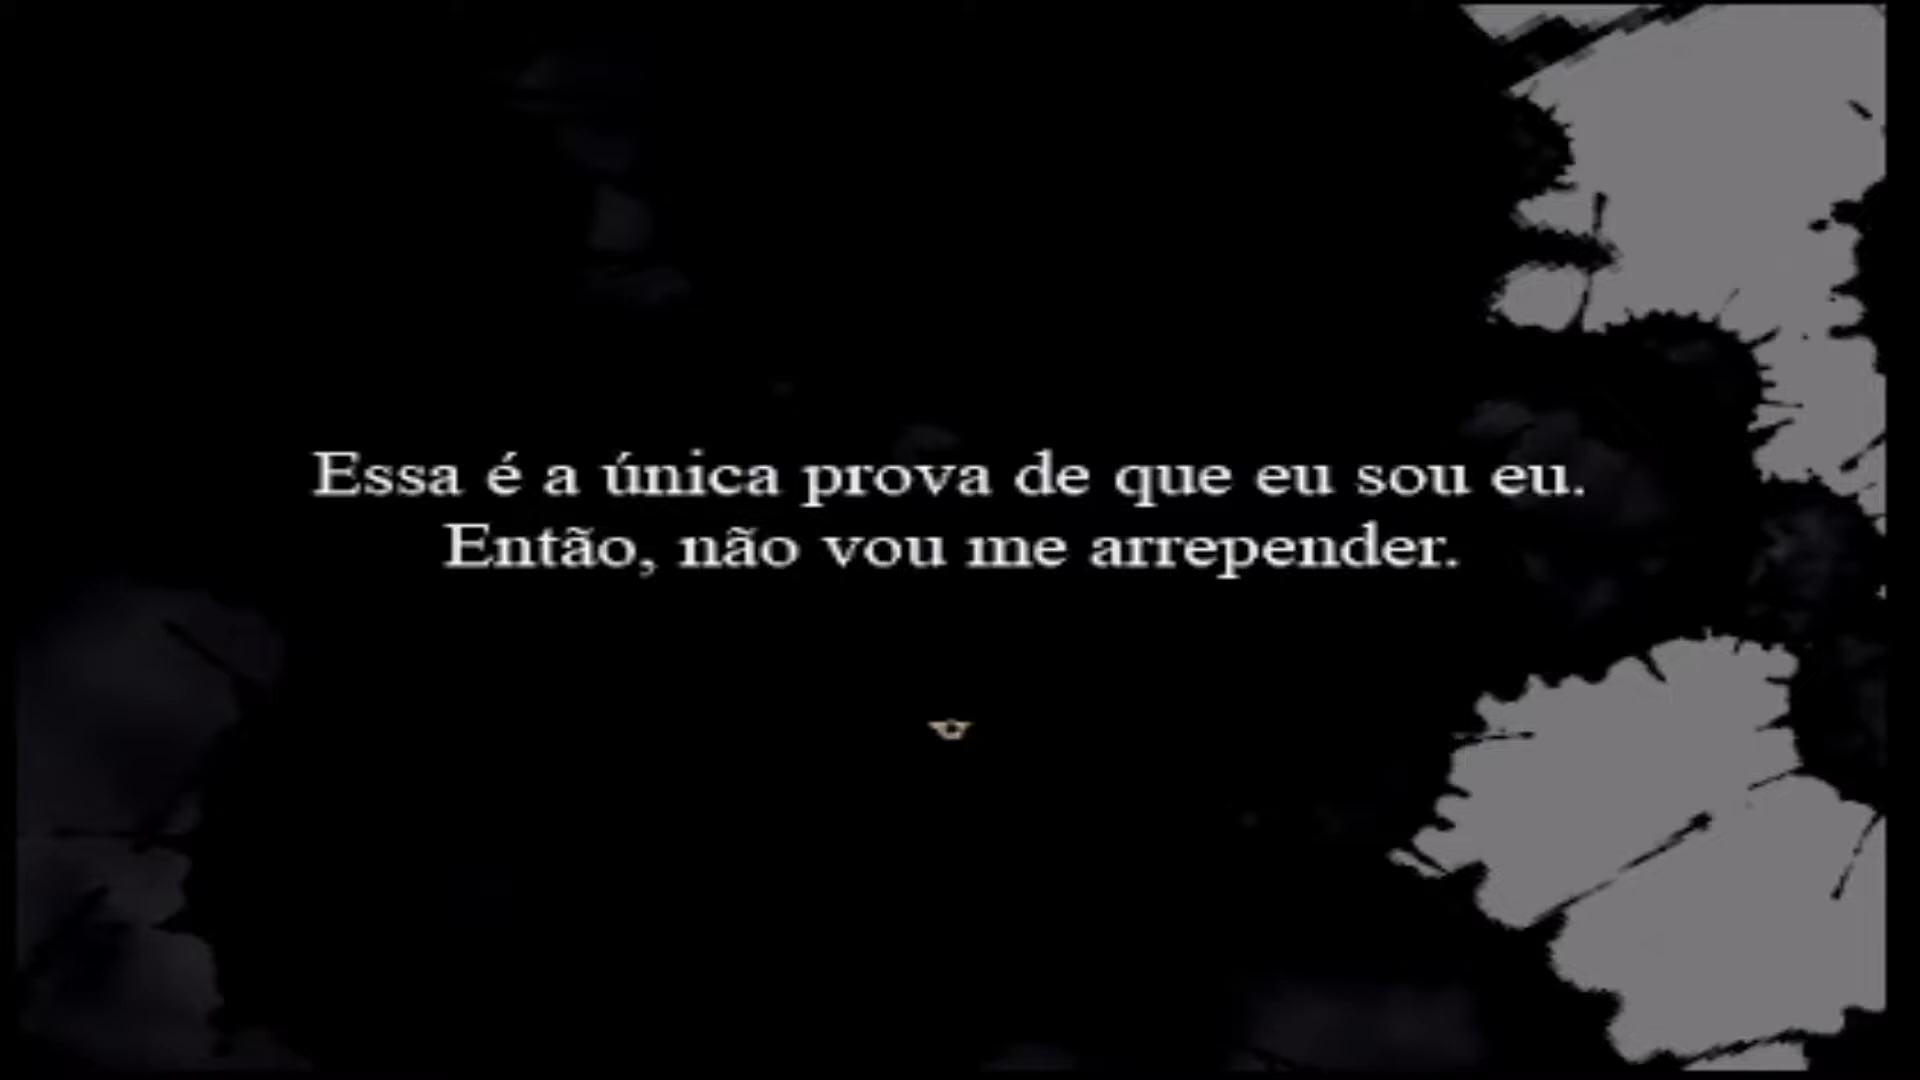 Essa é a única prova de que eu sou eu.
Então, não vou me arrepender.